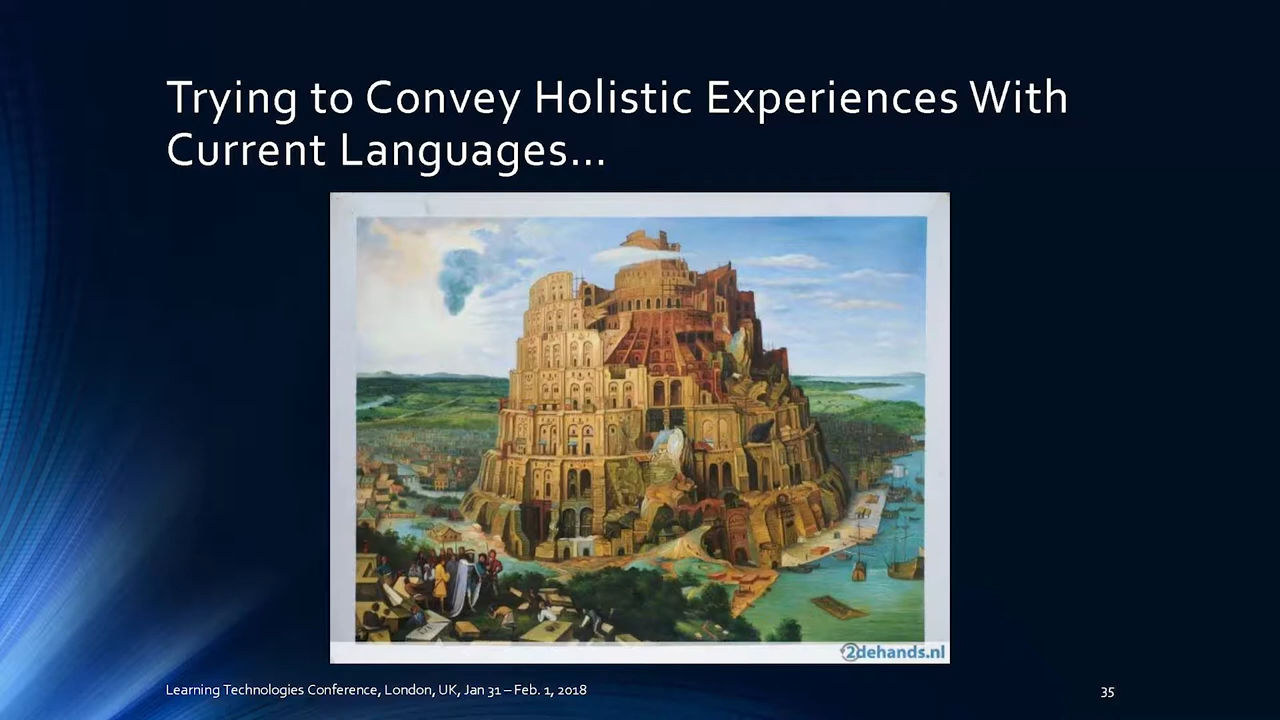 Trying to Convey Holistic Experiences With
Current Languages...
2dehands.nl
Learning Technologies Conference, London, UK, Jan 31 – Feb. 1, 2018
35